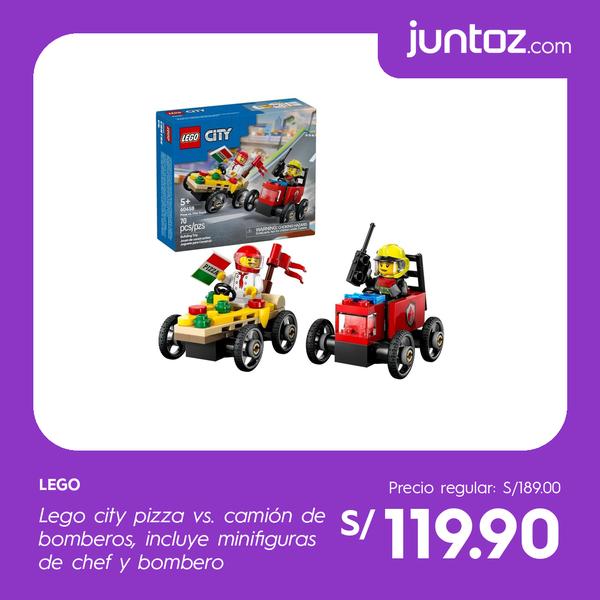 juntoz.com
LEGO CITY
5+
70
pcs/pzs
PIZZA
LEGO
Lego city pizza vs. camión de
bomberos, incluye minifiguras
de chef y bombero
Precio regular: S/189.00
S/119.90